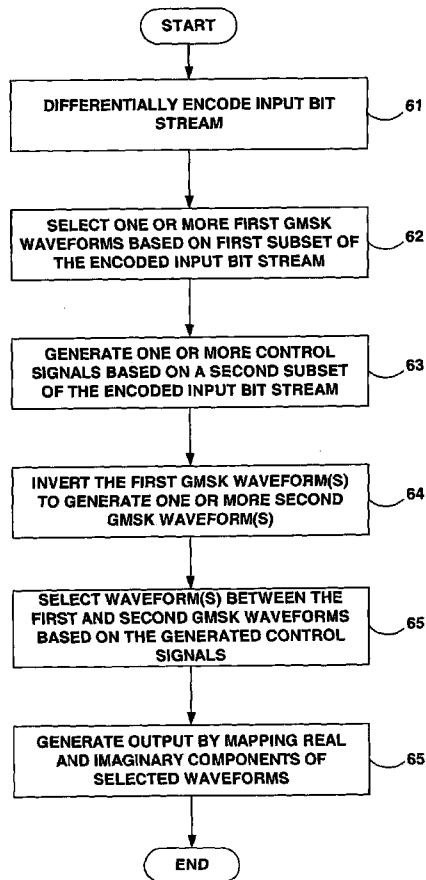 START
DIFFERENTIALLY ENCODE INPUT BIT
STREAM
61
SELECT ONE OR MORE FIRST GMSK
WAVEFORMS BASED ON FIRST SUBSET OF
THE ENCODED INPUT BIT STREAM
62
GENERATE ONE OR MORE CONTROL
SIGNALS BASED ON A SECOND SUBSET
OF THE ENCODED INPUT BIT STREAM
63
INVERT THE FIRST GMSK WAVEFORM(S)
TO GENERATE ONE OR MORE SECOND
GMSK WAVEFORM(S)
64
SELECT WAVEFORM(S) BETWEEN THE
FIRST AND SECOND GMSK WAVEFORMS
BASED ON THE GENERATED CONTROL
SIGNALS
65
GENERATE OUTPUT BY MAPPING REAL
AND IMAGINARY COMPONENTS OF
SELECTED WAVEFORMS
65
END